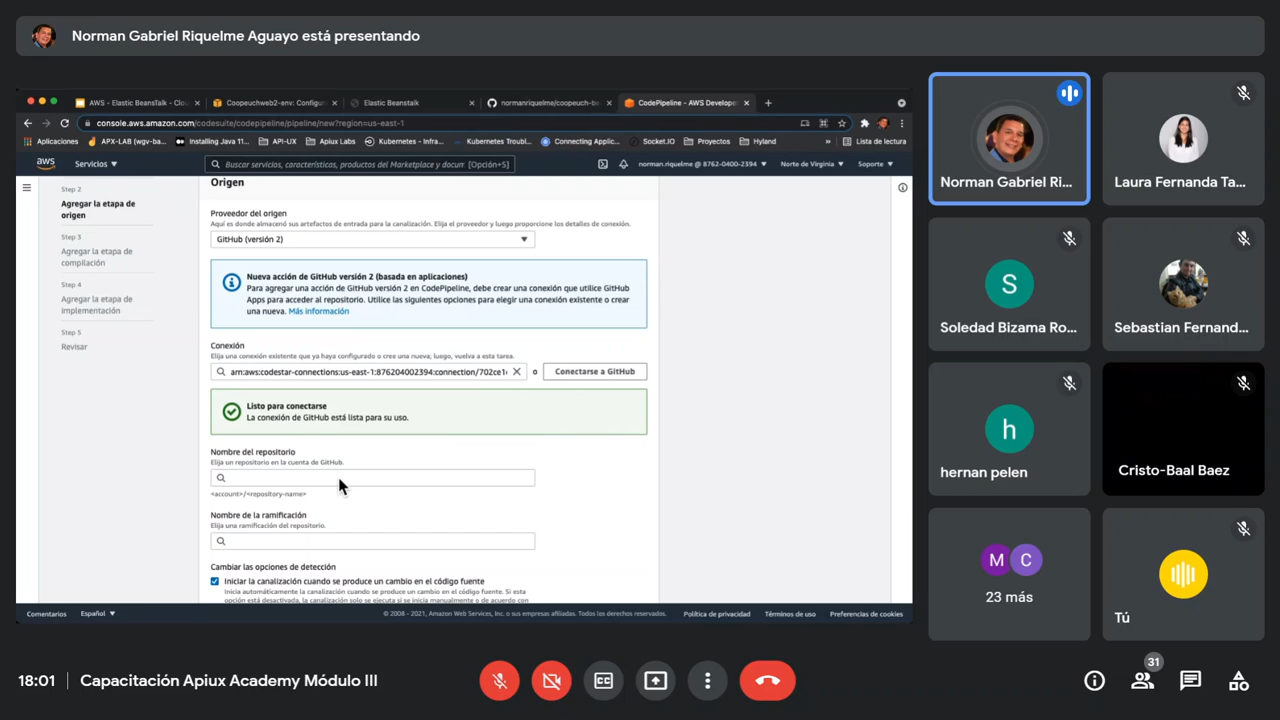 Norman Gabriel Riquelme Aguayo está presentando
AWS - Elastic BeansTalk - Clou
Coopeuchweb2-env: Configur
Elastic Beanstalk
normanriquelme/coopeuch-be
CodePipeline - AWS Develope
console.aws.amazon.com/codesuite/codepipeline/pipeline/new?region=us-east-1
Aplicaciones
APX-LAB (wgv-ba...
Installing Java 11...
API-UX
Apiux Labs
Kubernetes - Infra...
Kubernetes Troubl...
Connecting Applic...
Socket.IO
Proyectos
Hyland
»
Lista de lectura
aws
Servicios
Buscar servicios, características, productos del Marketplace y docum
[Opción+S]
norman.riquelme @ 8762-0400-2394
Norte de Virginia
Soporte
Step 2
Agregar la etapa de
origen
Step 3
Agregar la etapa de
compilación
Step 4
Agregar la etapa de
implementación
Step 5
Revisar
Origen
Proveedor del origen
Aquí es donde almacenó sus artefactos de entrada para la canalización. Elija el proveedor y luego proporcione los detalles de conexión.
GitHub (versión 2)
Nueva acción de GitHub versión 2 (basada en aplicaciones)
Para agregar una acción de GitHub versión 2 en CodePipeline, debe crear una conexión que utilice GitHub
Apps para acceder al repositorio. Utilice las siguientes opciones para elegir una conexión existente o crear
una nueva. Más información
Conexión
Elija una conexión existente que ya haya configurado o cree una nueva; luego, vuelva a esta tarea.
arn:aws:codestar-connections:us-east-1:876204002394:connection/702ce1
o
Conectarse a GitHub
Listo para conectarse
La conexión de GitHub está lista para su uso.
Nombre del repositorio
Elija un repositorio en la cuenta de GitHub.
<account>/<repository-name>
Nombre de la ramificación
Elija una ramificación del repositorio.
Cambiar las opciones de detección
Iniciar la canalización cuando se produce un cambio en el código fuente
Inicia automáticamente la canalización cuando se produce un cambio en el código fuente. Si esta
opción está desactivada, la canalización solo se ejecuta si se inicia manualmente o de acuerdo con
Comentarios
Español
© 2008 - 2021, Amazon Web Services, Inc. o sus empresas afiliadas. Todos los derechos reservados.
Política de privacidad
Términos de uso
Preferencias de cookies
Norman Gabriel Ri...
Laura Fernanda Ta...
S
Soledad Bizama Ro...
Sebastian Fernand...
h
hernan pelen
Cristo-Baal Baez
M
C
23 más
Tú
18:01
Capacitación Apiux Academy Módulo III
31